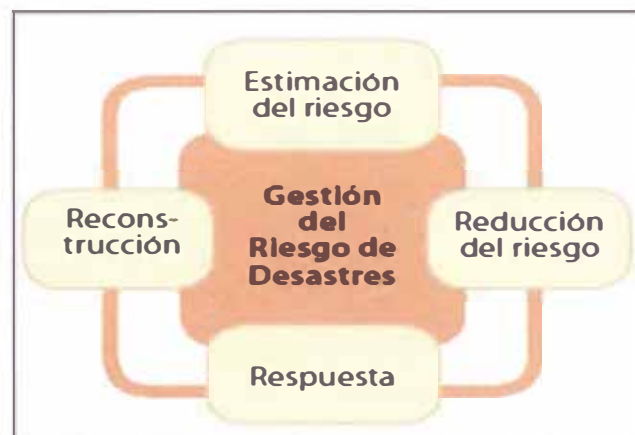 Estimación
del riesgo
Gestión
del
Riesgo de
Desastres
Recons-
trucción
Reducción
del riesgo
Respuesta